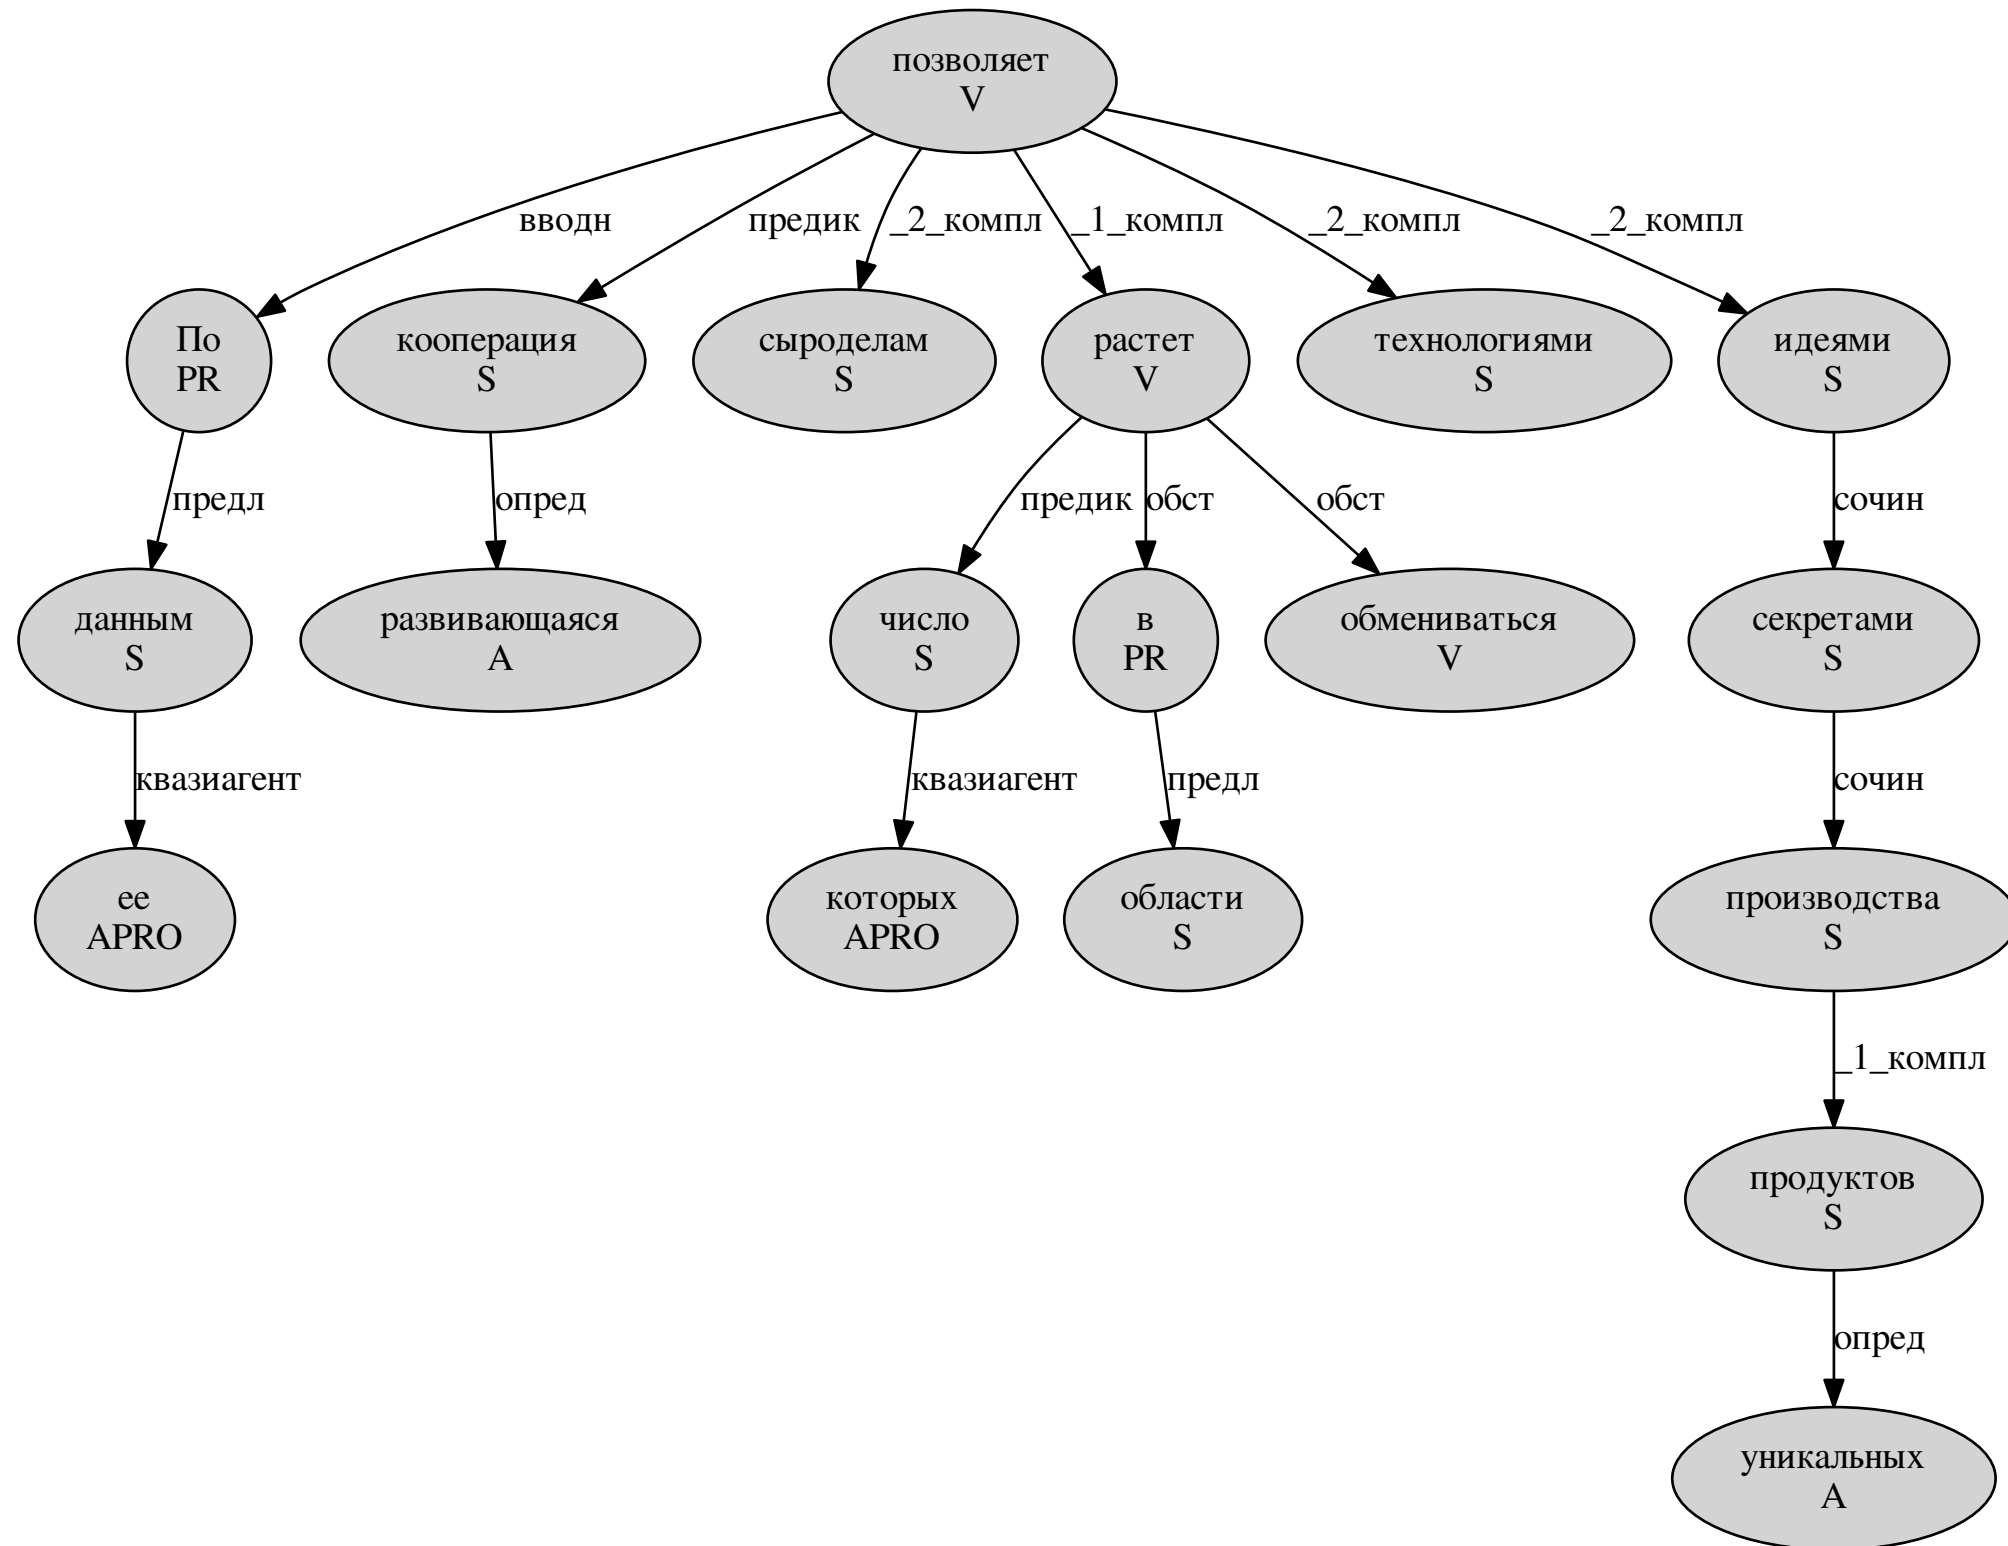 позволяет
V
вводн
предик
_2_компл
_1_компл
_2_компл
_2_компл
По
PR
кооперация
S
сыроделам
S
растет
V
технологиями
S
идеями
S
предл
опред
предик
обст
обст
сочин
данным
S
развивающаяся
A
число
S
в
PR
обмениваться
V
секретами
S
квазиагент
квазиагент
предл
сочин
ее
APRO
которых
APRO
области
S
производства
S
_1_компл
продуктов
S
опред
уникальных
A